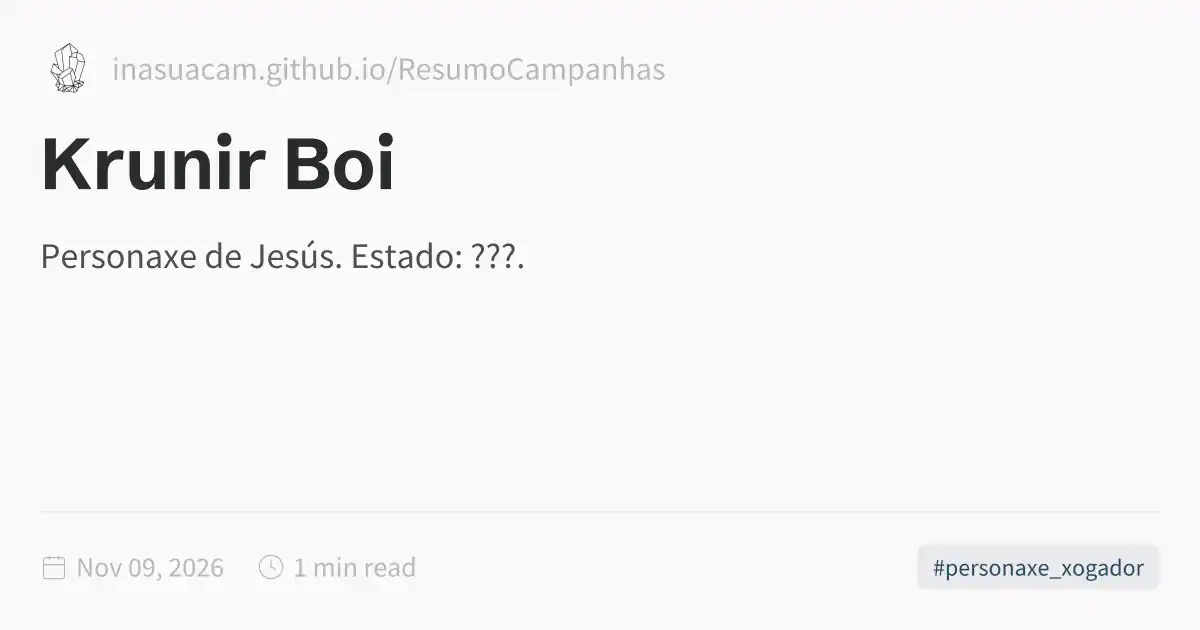 inasuacam.github.io/ResumoCampanhas
Krunir Boi
Personaxe de Jesús. Estado: ???.
Nov 09, 2026
1 min read
#personaxe_xogador